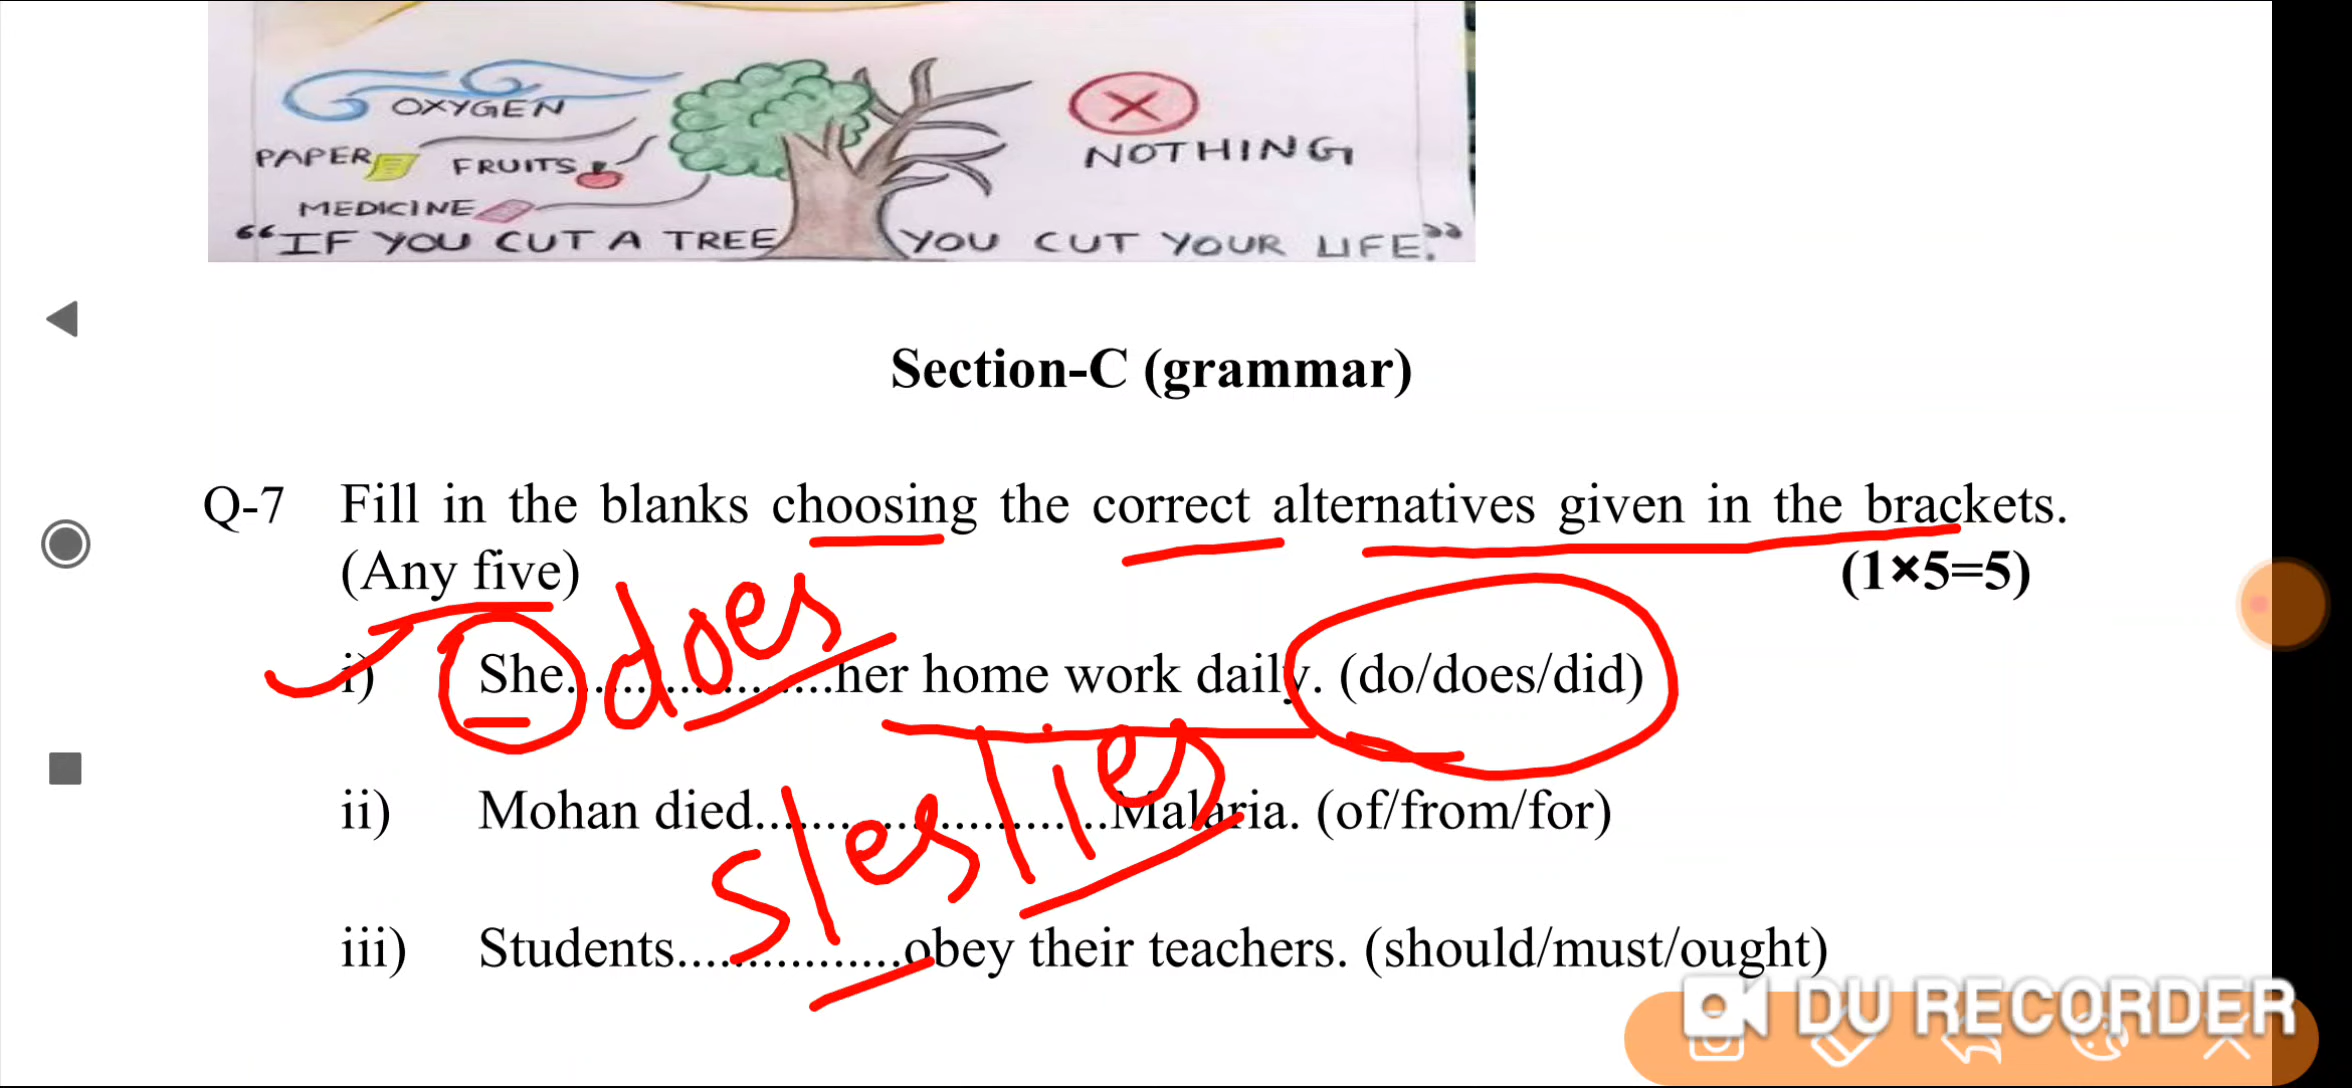 OXYGEN
PAPER FRUITS
NOTHING
MEDICINE
“IF YOU CUT A TREE YOU CUT YOUR LIFE.”
Section-C (grammar)
Q-7 Fill in the blanks choosing the correct alternatives given in the brackets.
(Any five) (1×5=5)
does
i) She....................her home work daily. (do/does/did)
s/es/ies
ii) Mohan died..........................Malaria. (of/from/for)
iii) Students.................obey their teachers. (should/must/ought)
DU RECORDER